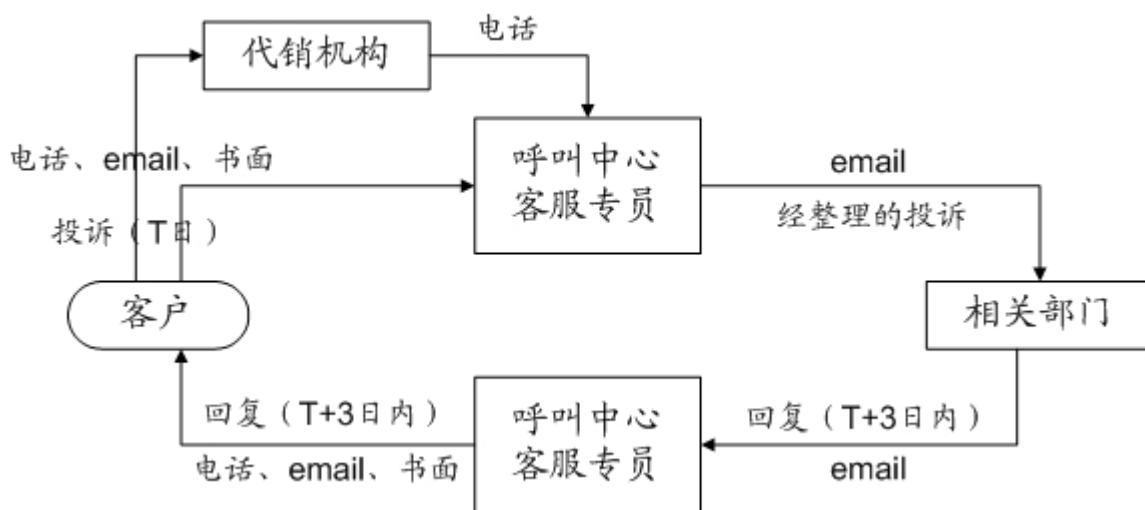 电话
代销机构
呼叫中心
客服专员
电话、email、书面
email
经整理的投诉
投诉（T日）
客户
相关部门
回复（T+3日内）
电话、email、书面
呼叫中心
客服专员
回复（T+3日内）
email